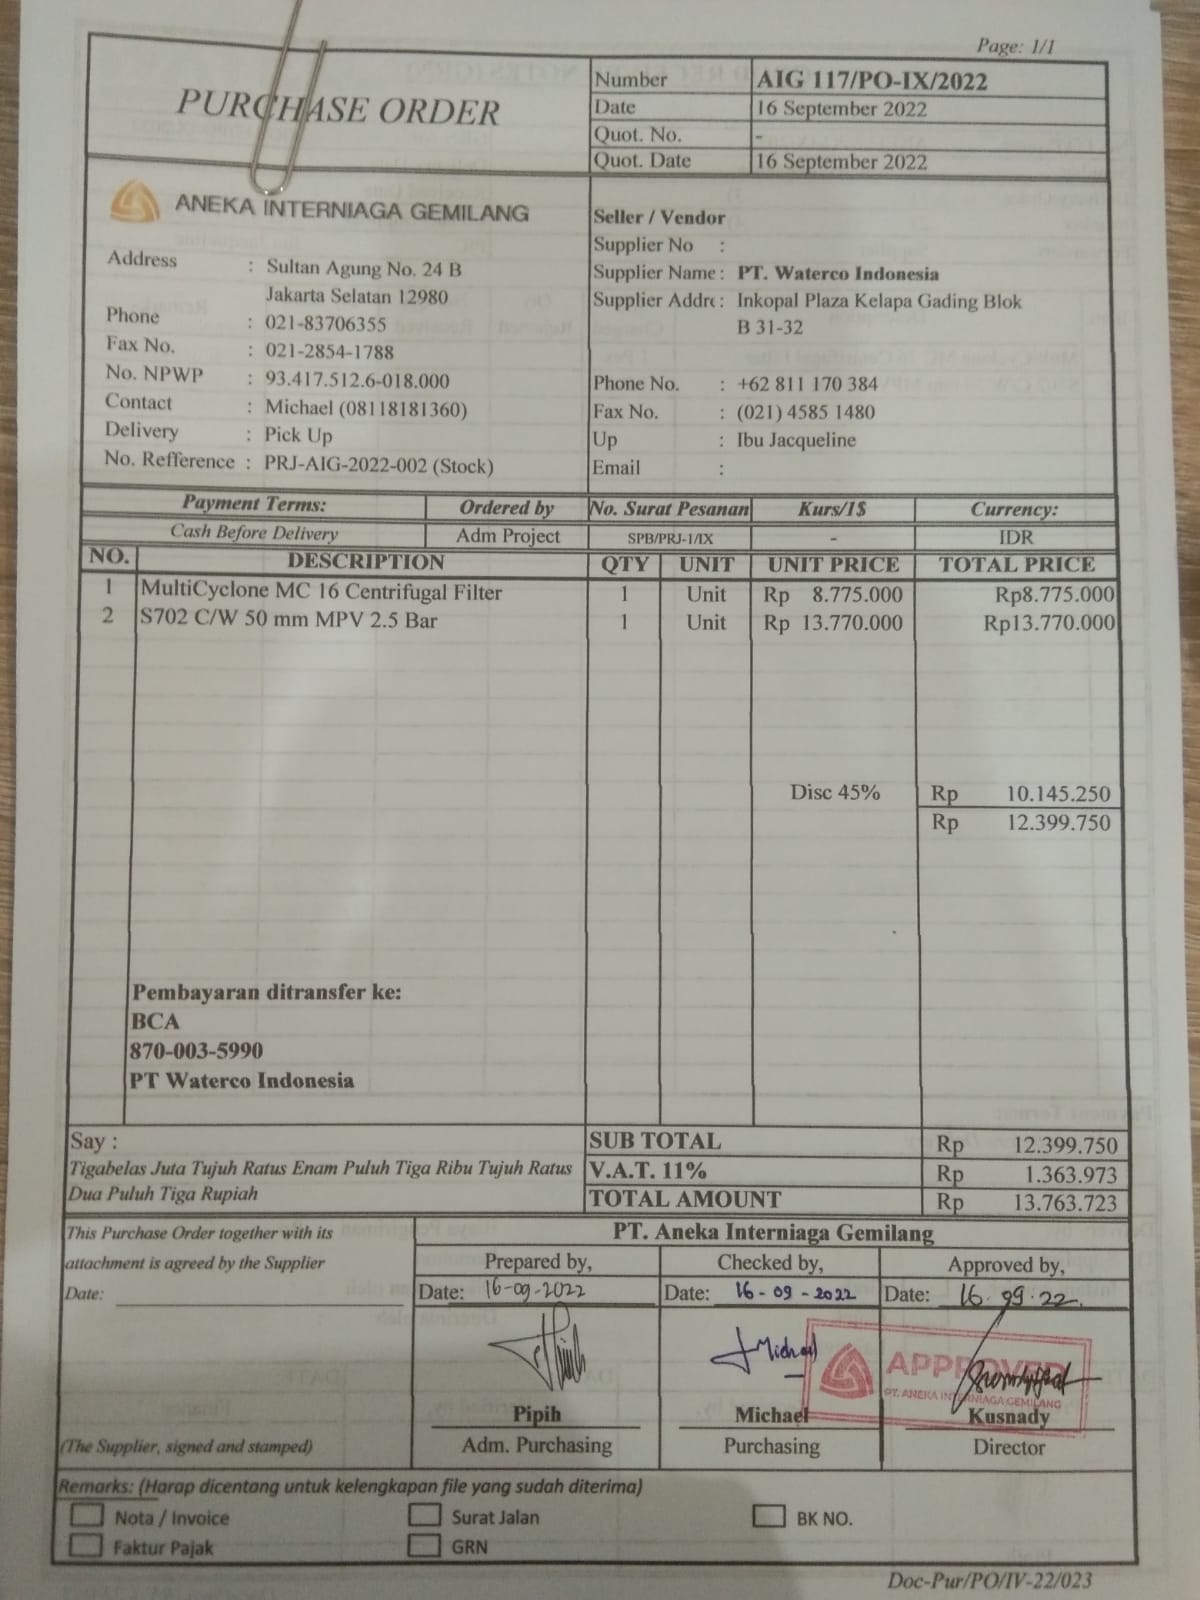 Page: 1/1
PURCHASE ORDER
Number AIG 117/PO-IX/2022
Date 16 September 2022
Quot. No. -
Quot. Date 16 September 2022
ANEKA INTERNIAGA GEMILANG
Address : Sultan Agung No. 24 B
Jakarta Selatan 12980
Phone : 021-83706355
Fax No. : 021-2854-1788
No. NPWP : 93.417.512.6-018.000
Contact : Michael (08118181360)
Delivery : Pick Up
No. Refference : PRJ-AIG-2022-002 (Stock)
Seller / Vendor
Supplier No :
Supplier Name : PT. Waterco Indonesia
Supplier Addre : Inkopal Plaza Kelapa Gading Blok
B 31-32
Phone No. : +62 811 170 384
Fax No. : (021) 4585 1480
Up : Ibu Jacqueline
Email :
Payment Terms: Ordered by No. Surat Pesanan Kurs/1$ Currency:
Cash Before Delivery Adm Project SPB/PRJ-1/IX - IDR
NO. DESCRIPTION QTY UNIT UNIT PRICE TOTAL PRICE
1 MultiCyclone MC 16 Centrifugal Filter 1 Unit Rp 8.775.000 Rp8.775.000
2 S702 C/W 50 mm MPV 2.5 Bar 1 Unit Rp 13.770.000 Rp13.770.000
Disc 45% Rp 10.145.250
Rp 12.399.750
Pembayaran ditransfer ke:
BCA
870-003-5990
PT Waterco Indonesia
Say :
Tigabelas Juta Tujuh Ratus Enam Puluh Tiga Ribu Tujuh Ratus
Dua Puluh Tiga Rupiah
SUB TOTAL Rp 12.399.750
V.A.T. 11% Rp 1.363.973
TOTAL AMOUNT Rp 13.763.723
This Purchase Order together with its
attachment is agreed by the Supplier
Date:
(The Supplier, signed and stamped)
PT. Aneka Interniaga Gemilang
Prepared by, Checked by, Approved by,
Date: 16-09-2022 Date: 16-09-2022 Date: 16.09.22.
Michael
APPROVED
PT. ANEKA INTERNIAGA GEMILANG
Pipih Michael Kusnady
Adm. Purchasing Purchasing Director
Remarks: (Harap dicentang untuk kelengkapan file yang sudah diterima)
Nota / Invoice Surat Jalan BK NO.
Faktur Pajak GRN
Doc-Pur/PO/IV-22/023